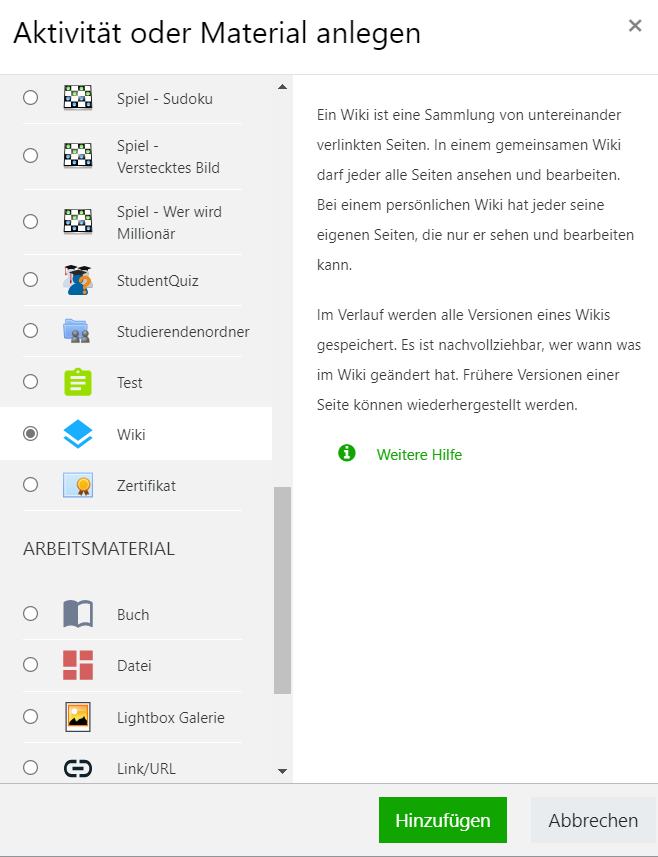 Aktivität oder Material anlegen
×
Spiel - Sudoku
Spiel -
Verstecktes Bild
Spiel - Wer wird
Millionär
StudentQuiz
Studierendenordner
Test
Wiki
Zertifikat
ARBEITSMATERIAL
Buch
Datei
Lightbox Galerie
Link/URL
Ein Wiki ist eine Sammlung von untereinander
verlinkten Seiten. In einem gemeinsamen Wiki
darf jeder alle Seiten ansehen und bearbeiten.
Bei einem persönlichen Wiki hat jeder seine
eigenen Seiten, die nur er sehen und bearbeiten
kann.
Im Verlauf werden alle Versionen eines Wikis
gespeichert. Es ist nachvollziehbar, wer wann was
im Wiki geändert hat. Frühere Versionen einer
Seite können wiederhergestellt werden.
Weitere Hilfe
Hinzufügen
Abbrechen